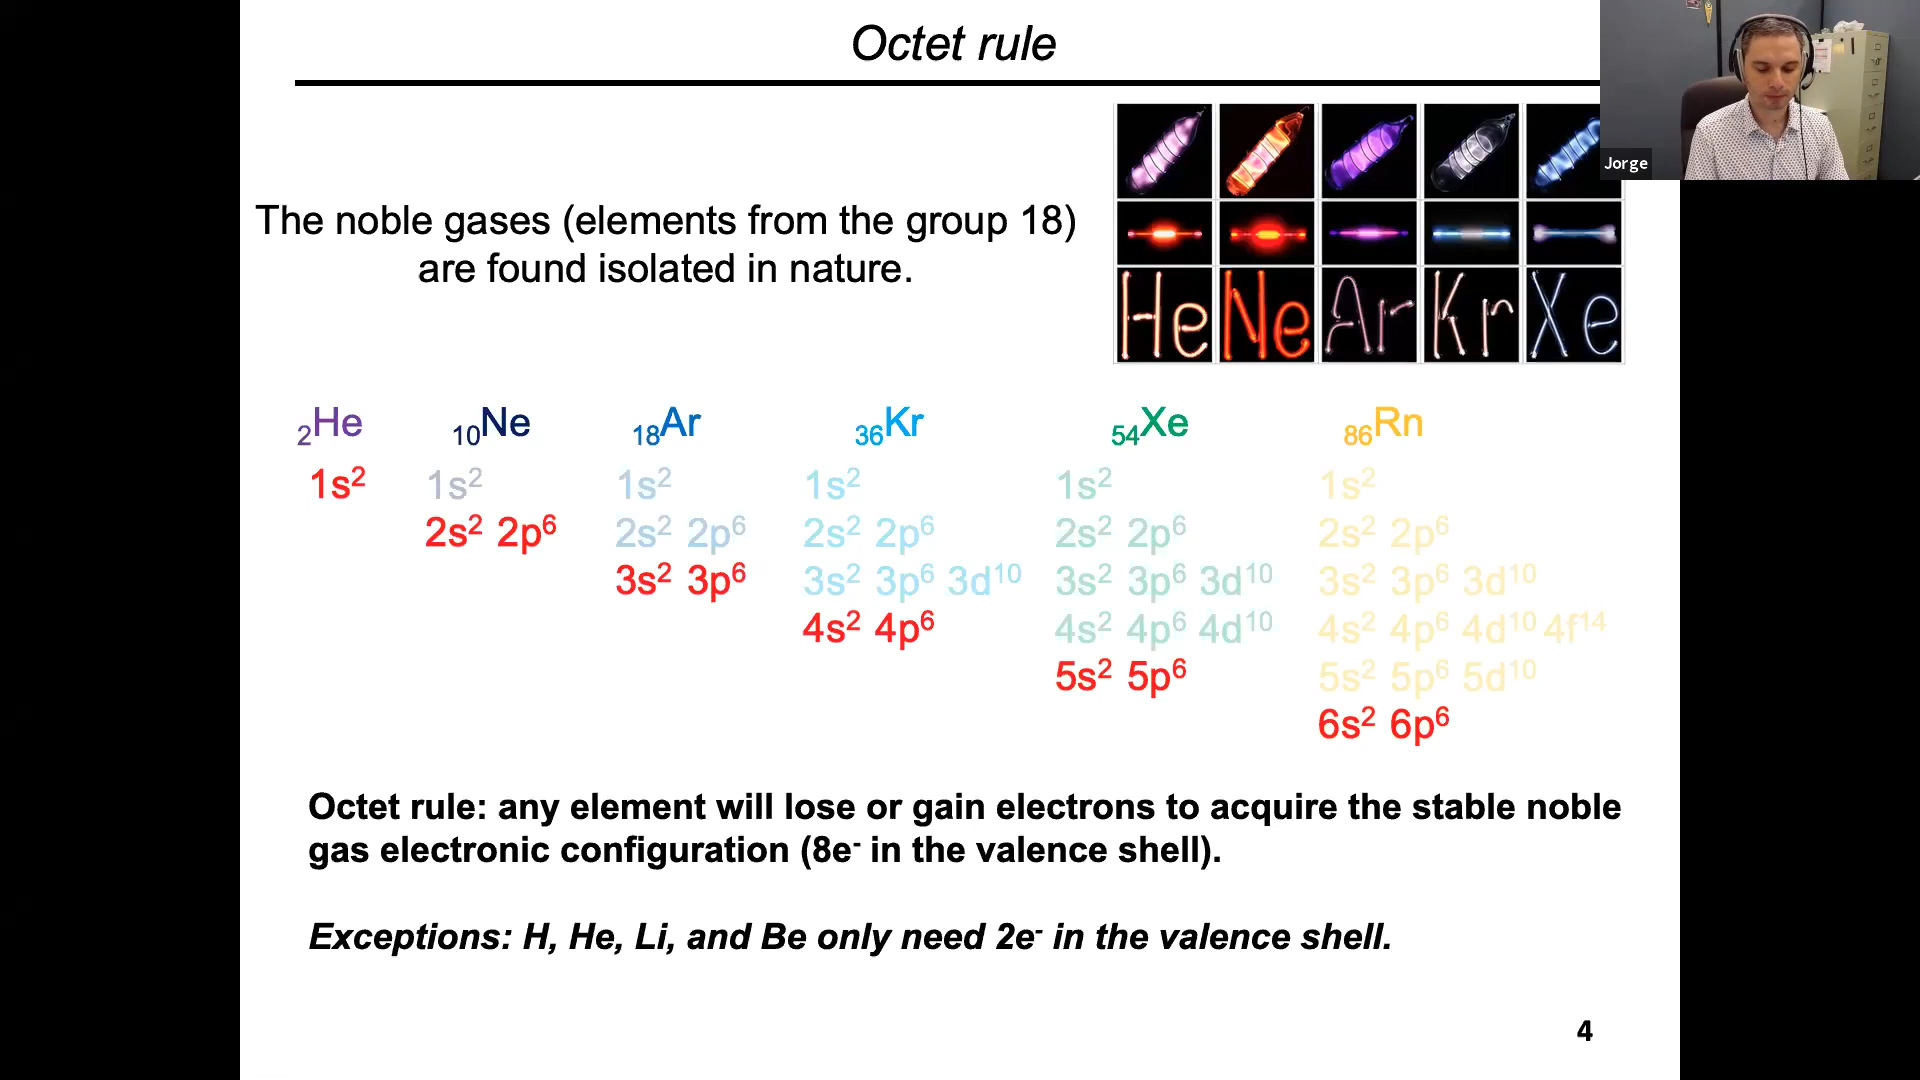 Octet rule
Jorge
The noble gases (elements from the group 18)
are found isolated in nature.
He Ne Ar Kr Xe
₂He ₁₀Ne ₁₈Ar ₃₆Kr ₅₄Xe ₈₆Rn
1s² 1s² 1s² 1s² 1s² 1s²
2s² 2p⁶ 2s² 2p⁶ 2s² 2p⁶ 2s² 2p⁶ 2s² 2p⁶
3s² 3p⁶ 3s² 3p⁶ 3d¹⁰ 3s² 3p⁶ 3d¹⁰ 3s² 3p⁶ 3d¹⁰
4s² 4p⁶ 4s² 4p⁶ 4d¹⁰ 4s² 4p⁶ 4d¹⁰ 4f¹⁴
5s² 5p⁶ 5s² 5p⁶ 5d¹⁰
6s² 6p⁶
Octet rule: any element will lose or gain electrons to acquire the stable noble
gas electronic configuration (8e⁻ in the valence shell).
Exceptions: H, He, Li, and Be only need 2e⁻ in the valence shell.
4